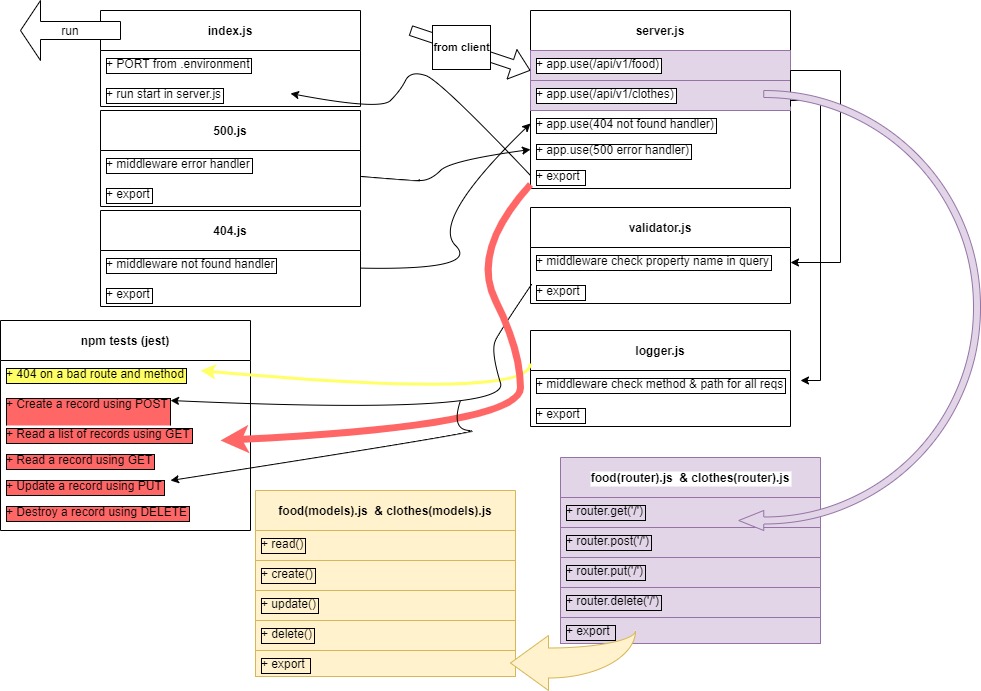 run
index.js
+ PORT from .environment
+ run start in server.js
500.js
+ middleware error handler
+ export
404.js
+ middleware not found handler
+ export
from client
server.js
+ app.use(/api/v1/food)
+ app.use(/api/v1/clothes)
+ app.use(404 not found handler)
+ app.use(500 error handler)
+ export
validator.js
+ middleware check property name in query
+ export
logger.js
+ middleware check method & path for all reqs
+ export
npm tests (jest)
+ 404 on a bad route and method
+ Create a record using POST
+ Read a list of records using GET
+ Read a record using GET
+ Update a record using PUT
+ Destroy a record using DELETE
food(models).js & clothes(models).js
+ read()
+ create()
+ update()
+ delete()
+ export
food(router).js & clothes(router).js
+ router.get('/')
+ router.post('/')
+ router.put('/')
+ router.delete('/')
+ export